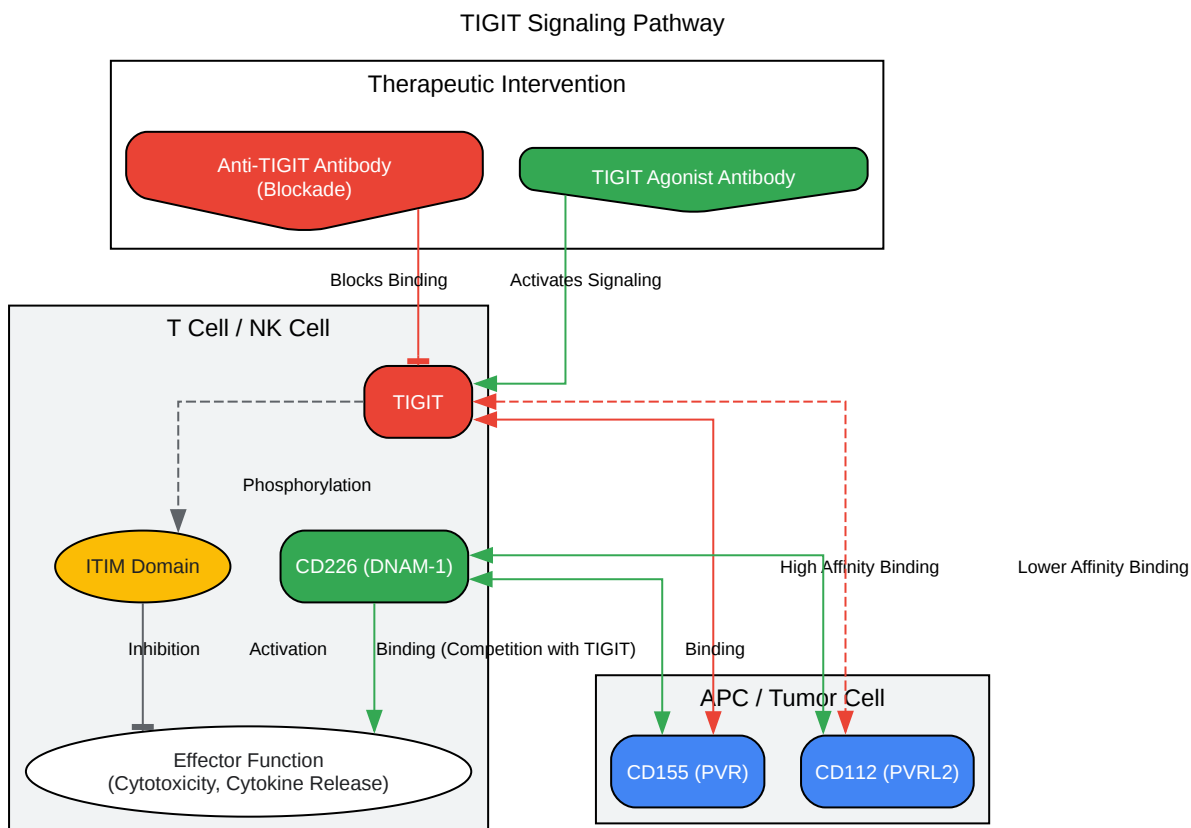 TIGIT Signaling Pathway
Therapeutic Intervention
Anti-TIGIT Antibody
(Blockade)
TIGIT Agonist Antibody
Blocks Binding
Activates Signaling
T Cell / NK Cell
TIGIT
Phosphorylation
ITIM Domain
CD226 (DNAM-1)
High Affinity Binding
Lower Affinity Binding
Inhibition
Activation
Binding (Competition with TIGIT)
Binding
APC / Tumor Cell
Effector Function
(Cytotoxicity, Cytokine Release)
CD155 (PVR)
CD112 (PVRL2)